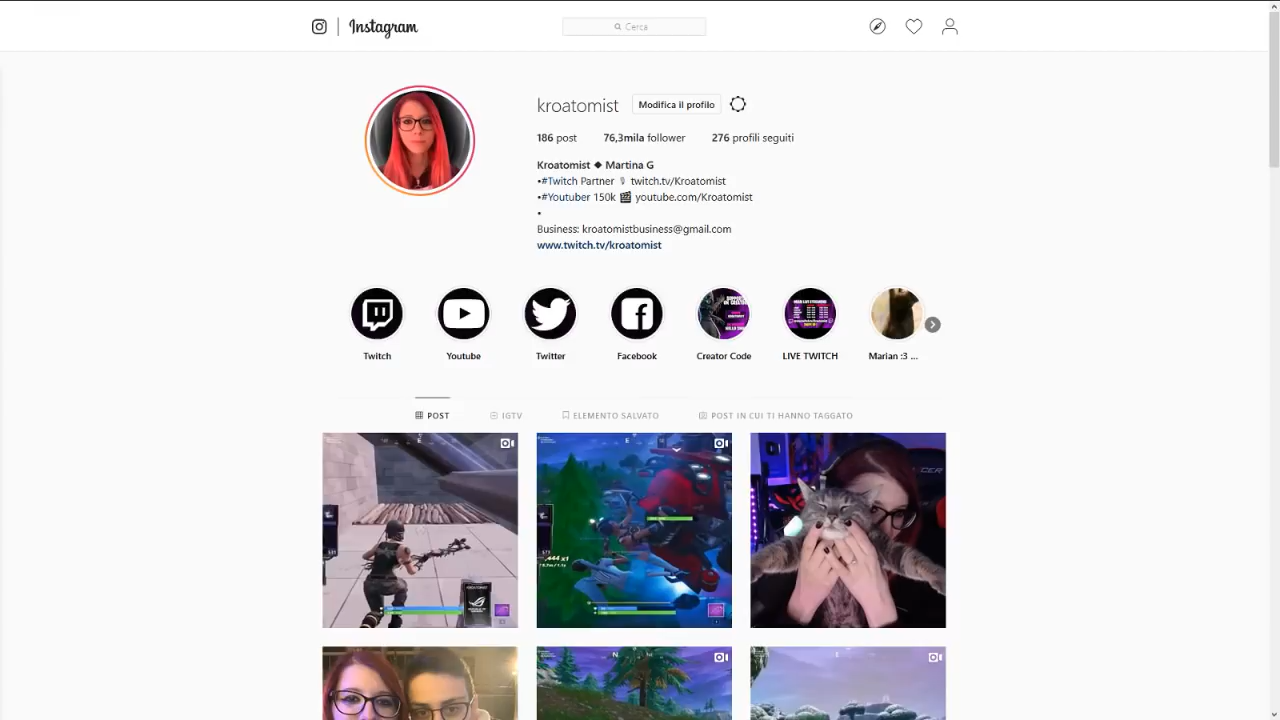 Instagram
Cerca
kroatomist Modifica il profilo
186 post 76,3mila follower 276 profili seguiti
Kroatomist ◆ Martina G
•#Twitch Partner 🎙 twitch.tv/Kroatomist
•#Youtuber 150k 🎬 youtube.com/Kroatomist
•
Business: kroatomistbusiness@gmail.com
www.twitch.tv/kroatomist
Twitch Youtube Twitter Facebook Creator Code LIVE TWITCH Marian :3 ...
POST IGTV ELEMENTO SALVATO POST IN CUI TI HANNO TAGGATO